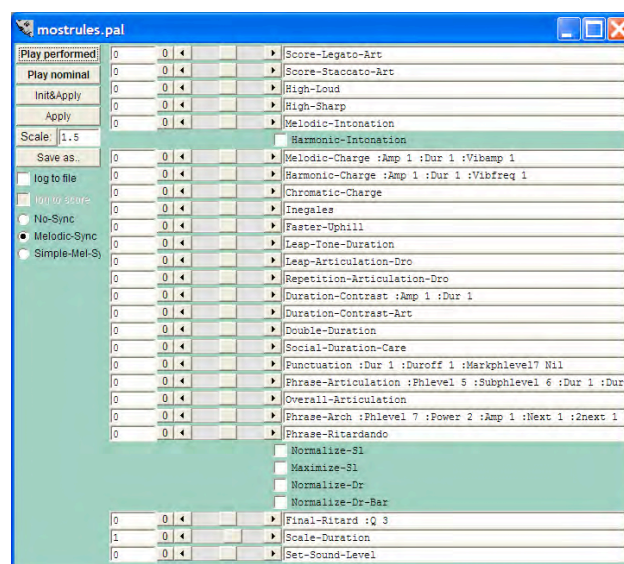 mostrules.pal
Play performed
Play nominal
Init&Apply
Apply
Scale: 1.5
Save as..
log to file
log to score
No-Sync
Melodic-Sync
Simple-Mel-Sy
0 0 Score-Legato-Art
0 0 Score-Staccato-Art
0 0 High-Loud
0 0 High-Sharp
0 0 Melodic-Intonation
Harmonic-Intonation
0 0 Melodic-Charge :Amp 1 :Dur 1 :Vibamp 1
0 0 Harmonic-Charge :Amp 1 :Dur 1 :Vibfreq 1
0 0 Chromatic-Charge
0 0 Inegales
0 0 Faster-Uphill
0 0 Leap-Tone-Duration
0 0 Leap-Articulation-Dro
0 0 Repetition-Articulation-Dro
0 0 Duration-Contrast :Amp 1 :Dur 1
0 0 Duration-Contrast-Art
0 0 Double-Duration
0 0 Social-Duration-Care
0 0 Punctuation :Dur 1 :Duroff 1 :Markphlevel7 Nil
0 0 Phrase-Articulation :Phlevel 5 :Subphlevel 6 :Dur 1 :Dur
0 0 Overall-Articulation
0 0 Phrase-Arch :Phlevel 7 :Power 2 :Amp 1 :Next 1 :2next 1
0 0 Phrase-Ritardando
Normalize-Sl
Maximize-Sl
Normalize-Dr
Normalize-Dr-Bar
0 0 Final-Ritard :Q 3
1 0 Scale-Duration
0 0 Set-Sound-Level